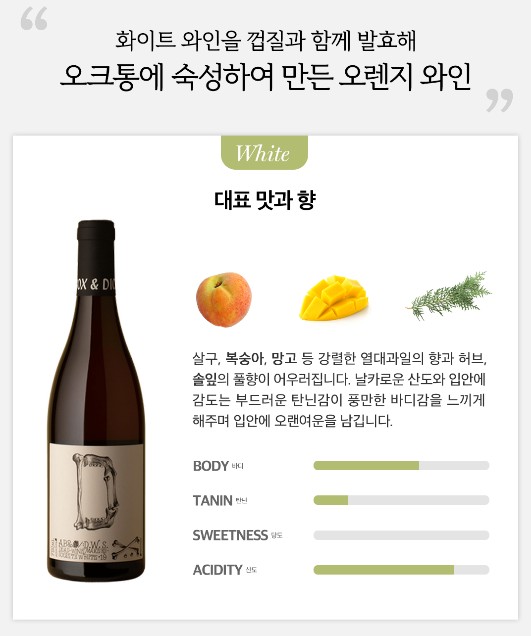 화이트 와인을 껍질과 함께 발효해
오크통에 숙성하여 만든 오렌지 와인
White
대표 맛과 향
OX & DIC
살구, 복숭아, 망고 등 강렬한 열대과일의 향과 허브,
솔잎의 풀향이 어우러집니다. 날카로운 산도와 입안에
감도는 부드러운 탄닌감이 풍만한 바디감을 느끼게
해주며 입안에 오랜여운을 남깁니다.
BODY 바디
TANIN 탄닌
SWEETNESS 당도
ACIDITY 산도
D